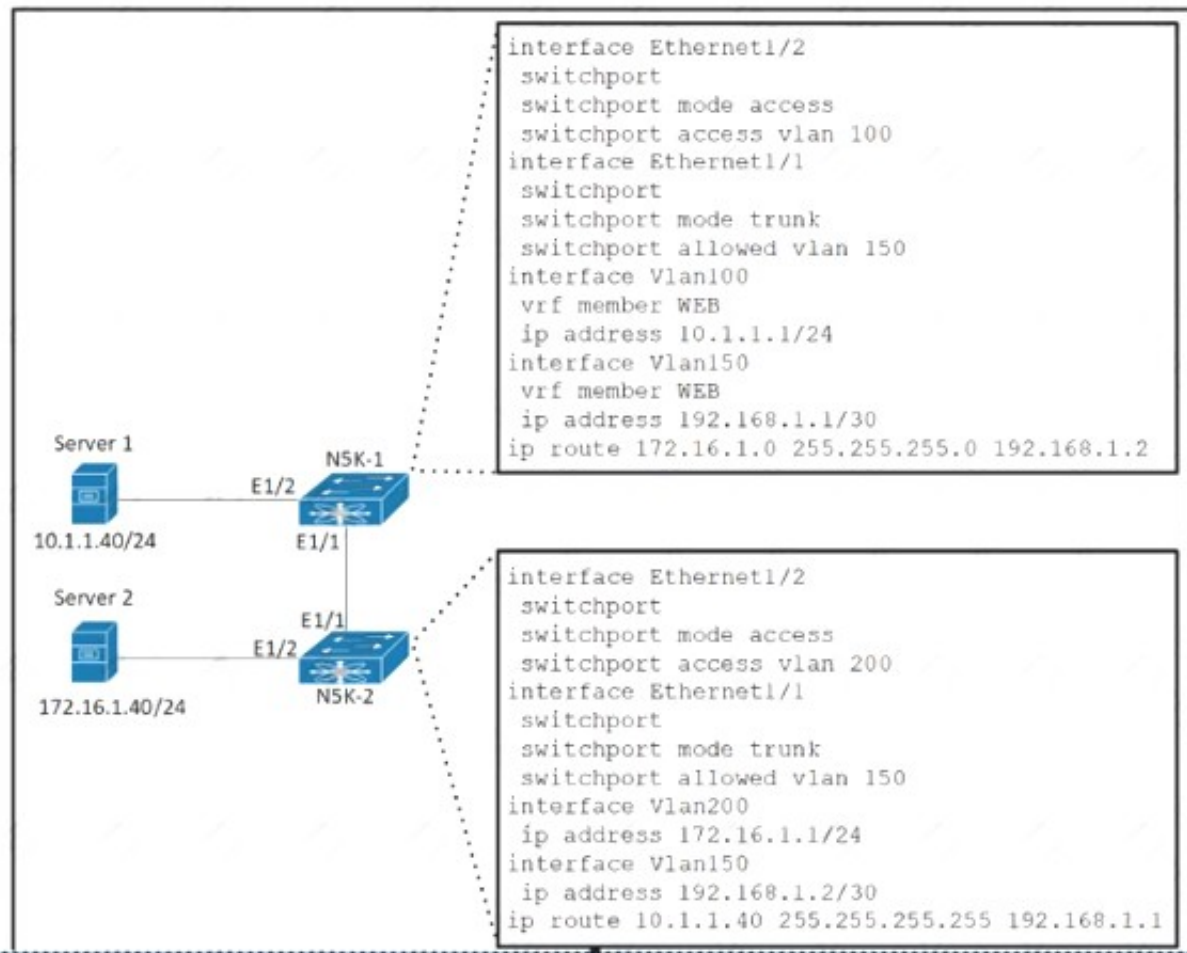 interface Ethernet1/2
switchport
switchport mode access
switchport access vlan 100
interface Ethernet1/1
switchport
switchport mode trunk
switchport allowed vlan 150
interface Vlan100
vrf member WEB
ip address 10.1.1.1/24
interface Vlan150
vrf member WEB
ip address 192.168.1.1/30
ip route 172.16.1.0 255.255.255.0 192.168.1.2
Server 1
N5K-1
E1/2
10.1.1.40/24
E1/1
Server 2
E1/1
E1/2
N5K-2
172.16.1.40/24
interface Ethernet1/2
switchport
switchport mode access
switchport access vlan 200
interface Ethernet1/1
switchport
switchport mode trunk
switchport allowed vlan 150
interface Vlan200
ip address 172.16.1.1/24
interface Vlan150
ip address 192.168.1.2/30
ip route 10.1.1.40 255.255.255.255 192.168.1.1